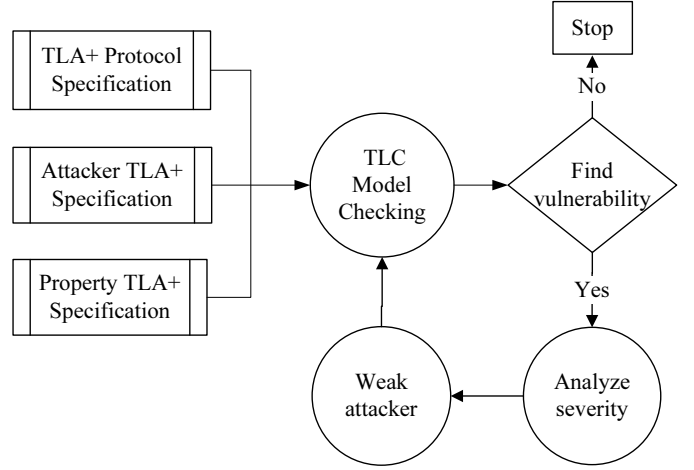 TLA+ Protocol
Specification
Attacker TLA+
Specification
Property TLA+
Specification
TLC
Model
Checking
Stop
No
Find
vulnerability
Yes
Analyze
severity
Weak
attacker